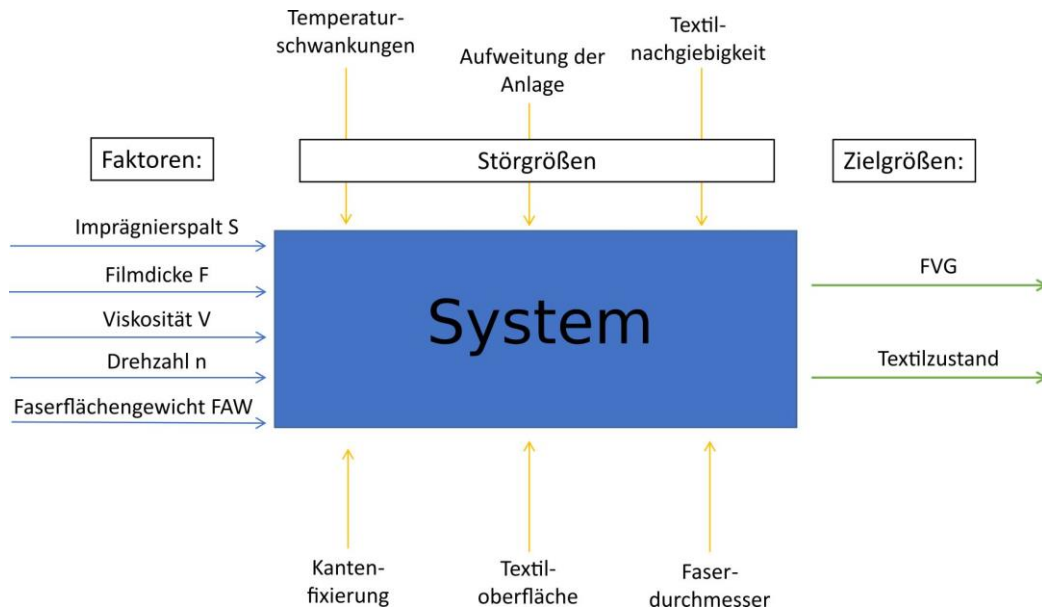 Temperatur-
schwankungen
Aufweitung der
Anlage
Textil-
nachgiebigkeit
Faktoren:
Störgrößen
Zielgrößen:
Imprägnierspalt S
Filmdicke F
Viskosität V
Drehzahl n
Faserflächengewicht FAW
System
FVG
Textilzustand
Kanten-
fixierung
Textil-
oberfläche
Faser-
durchmesser